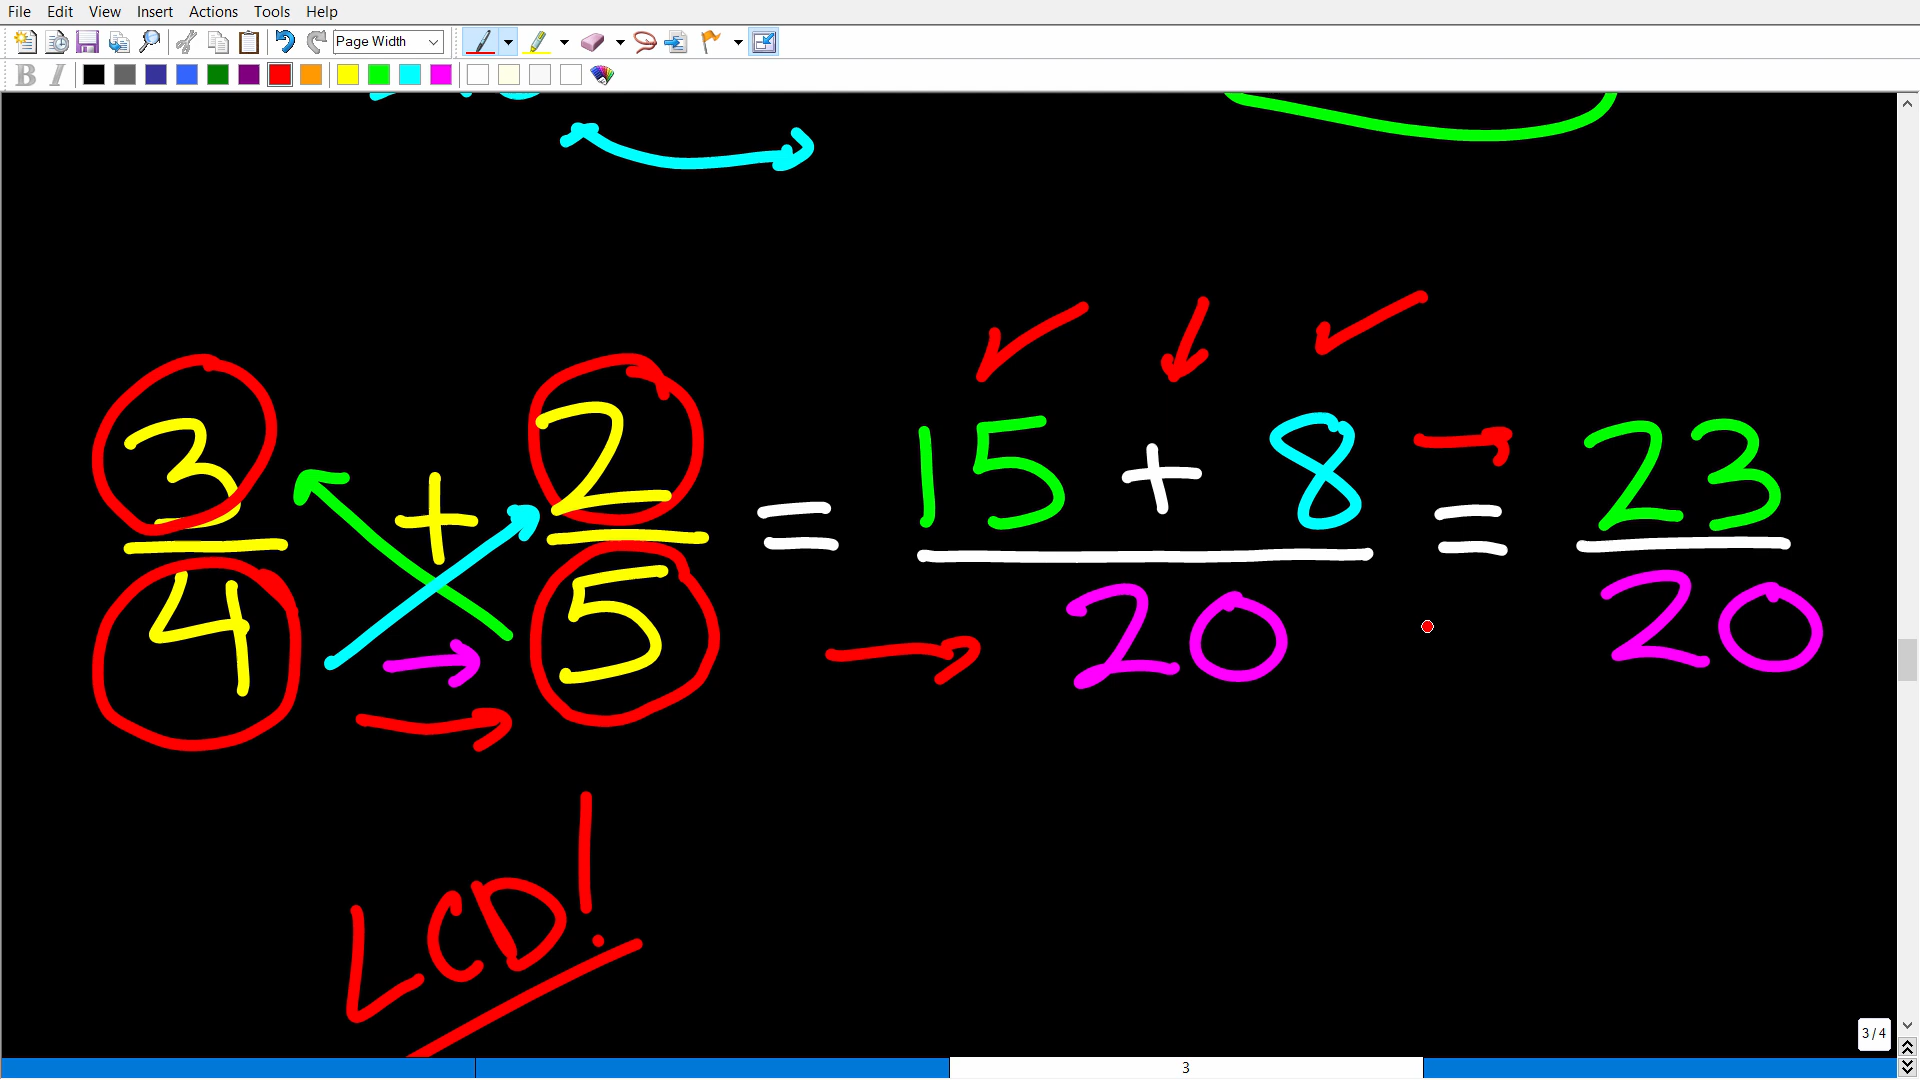 File Edit View Insert Actions Tools Help
Page Width
B I
3/4 + 2/5 = 15 + 8/20 = 23/20
LCD!
3 / 4
3